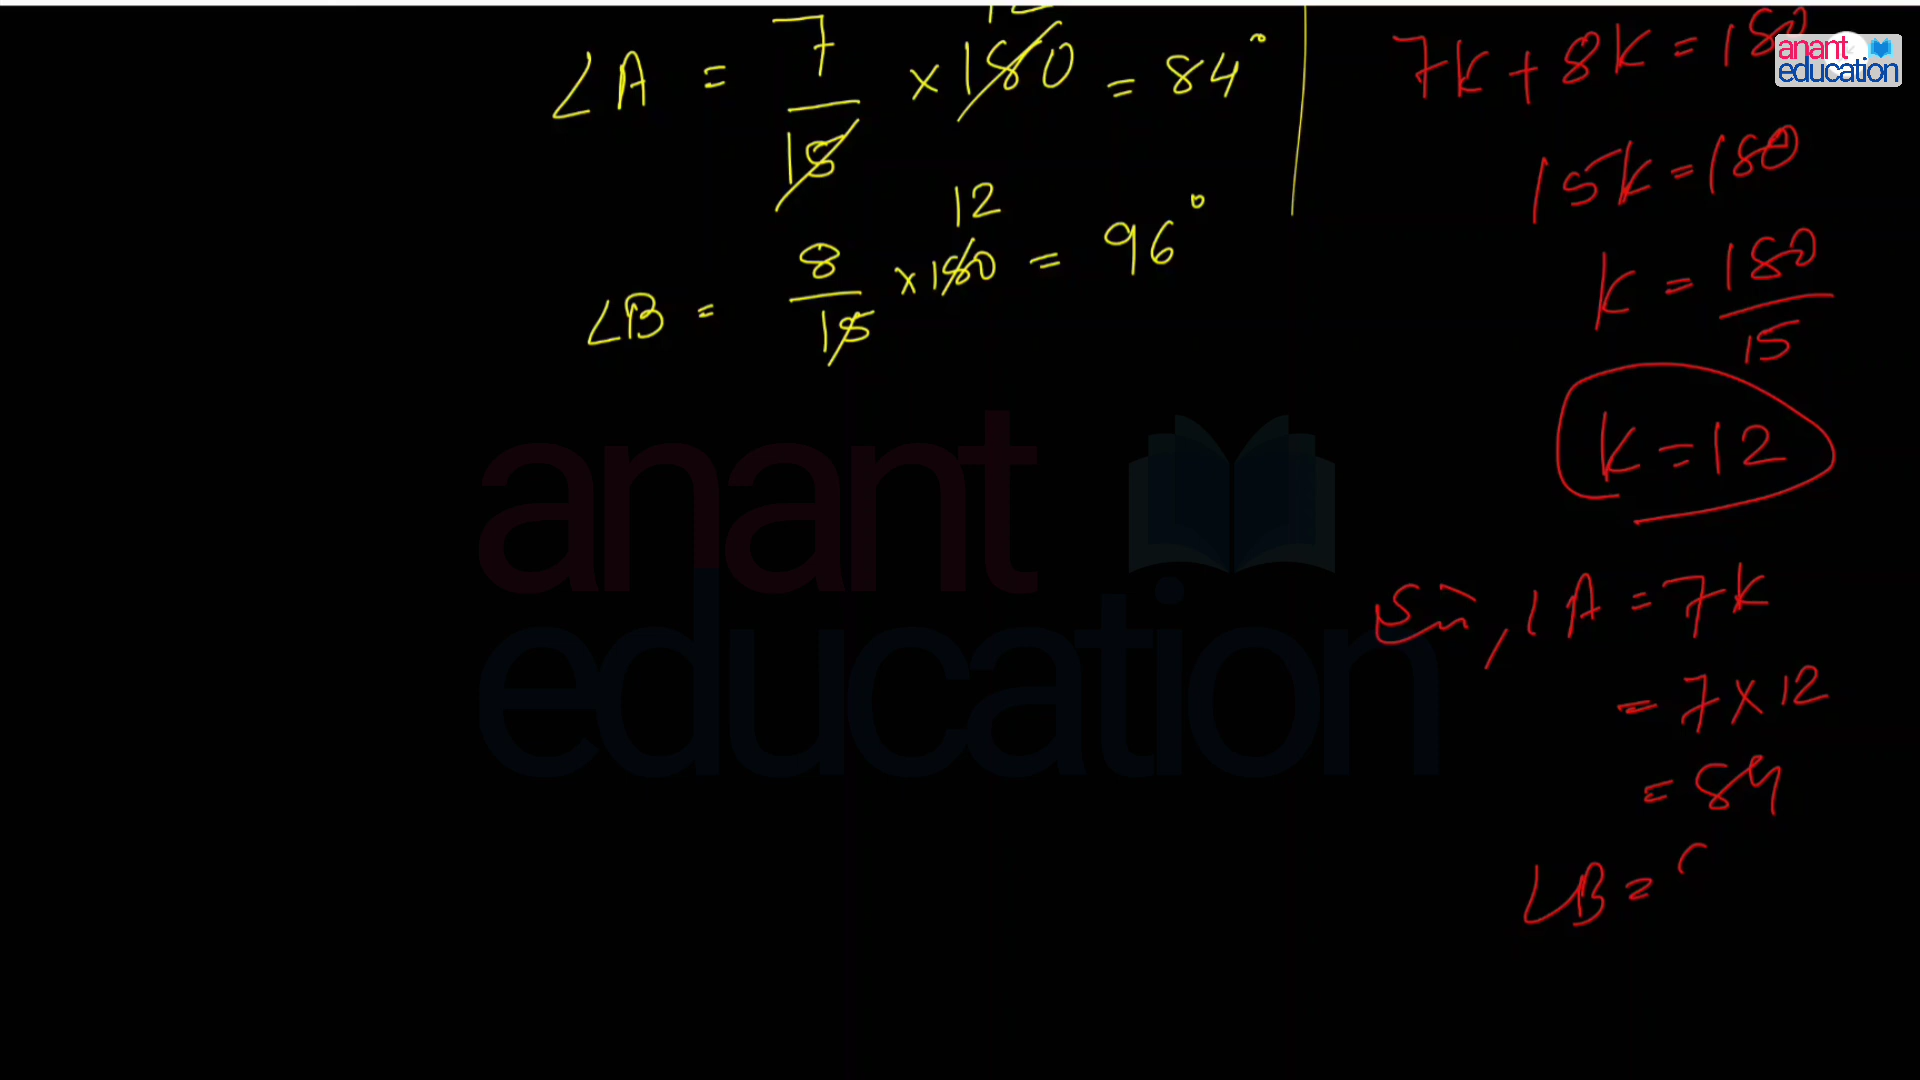 ∠A = 7/15 × 180 = 84°
12
∠B = 8/15 × 180 = 96°
7k + 8k = 180
15k = 180
k = 180/15
k = 12
, ∠A = 7k
= 7 × 12
= 84
∠B =
anant
education
anant
education